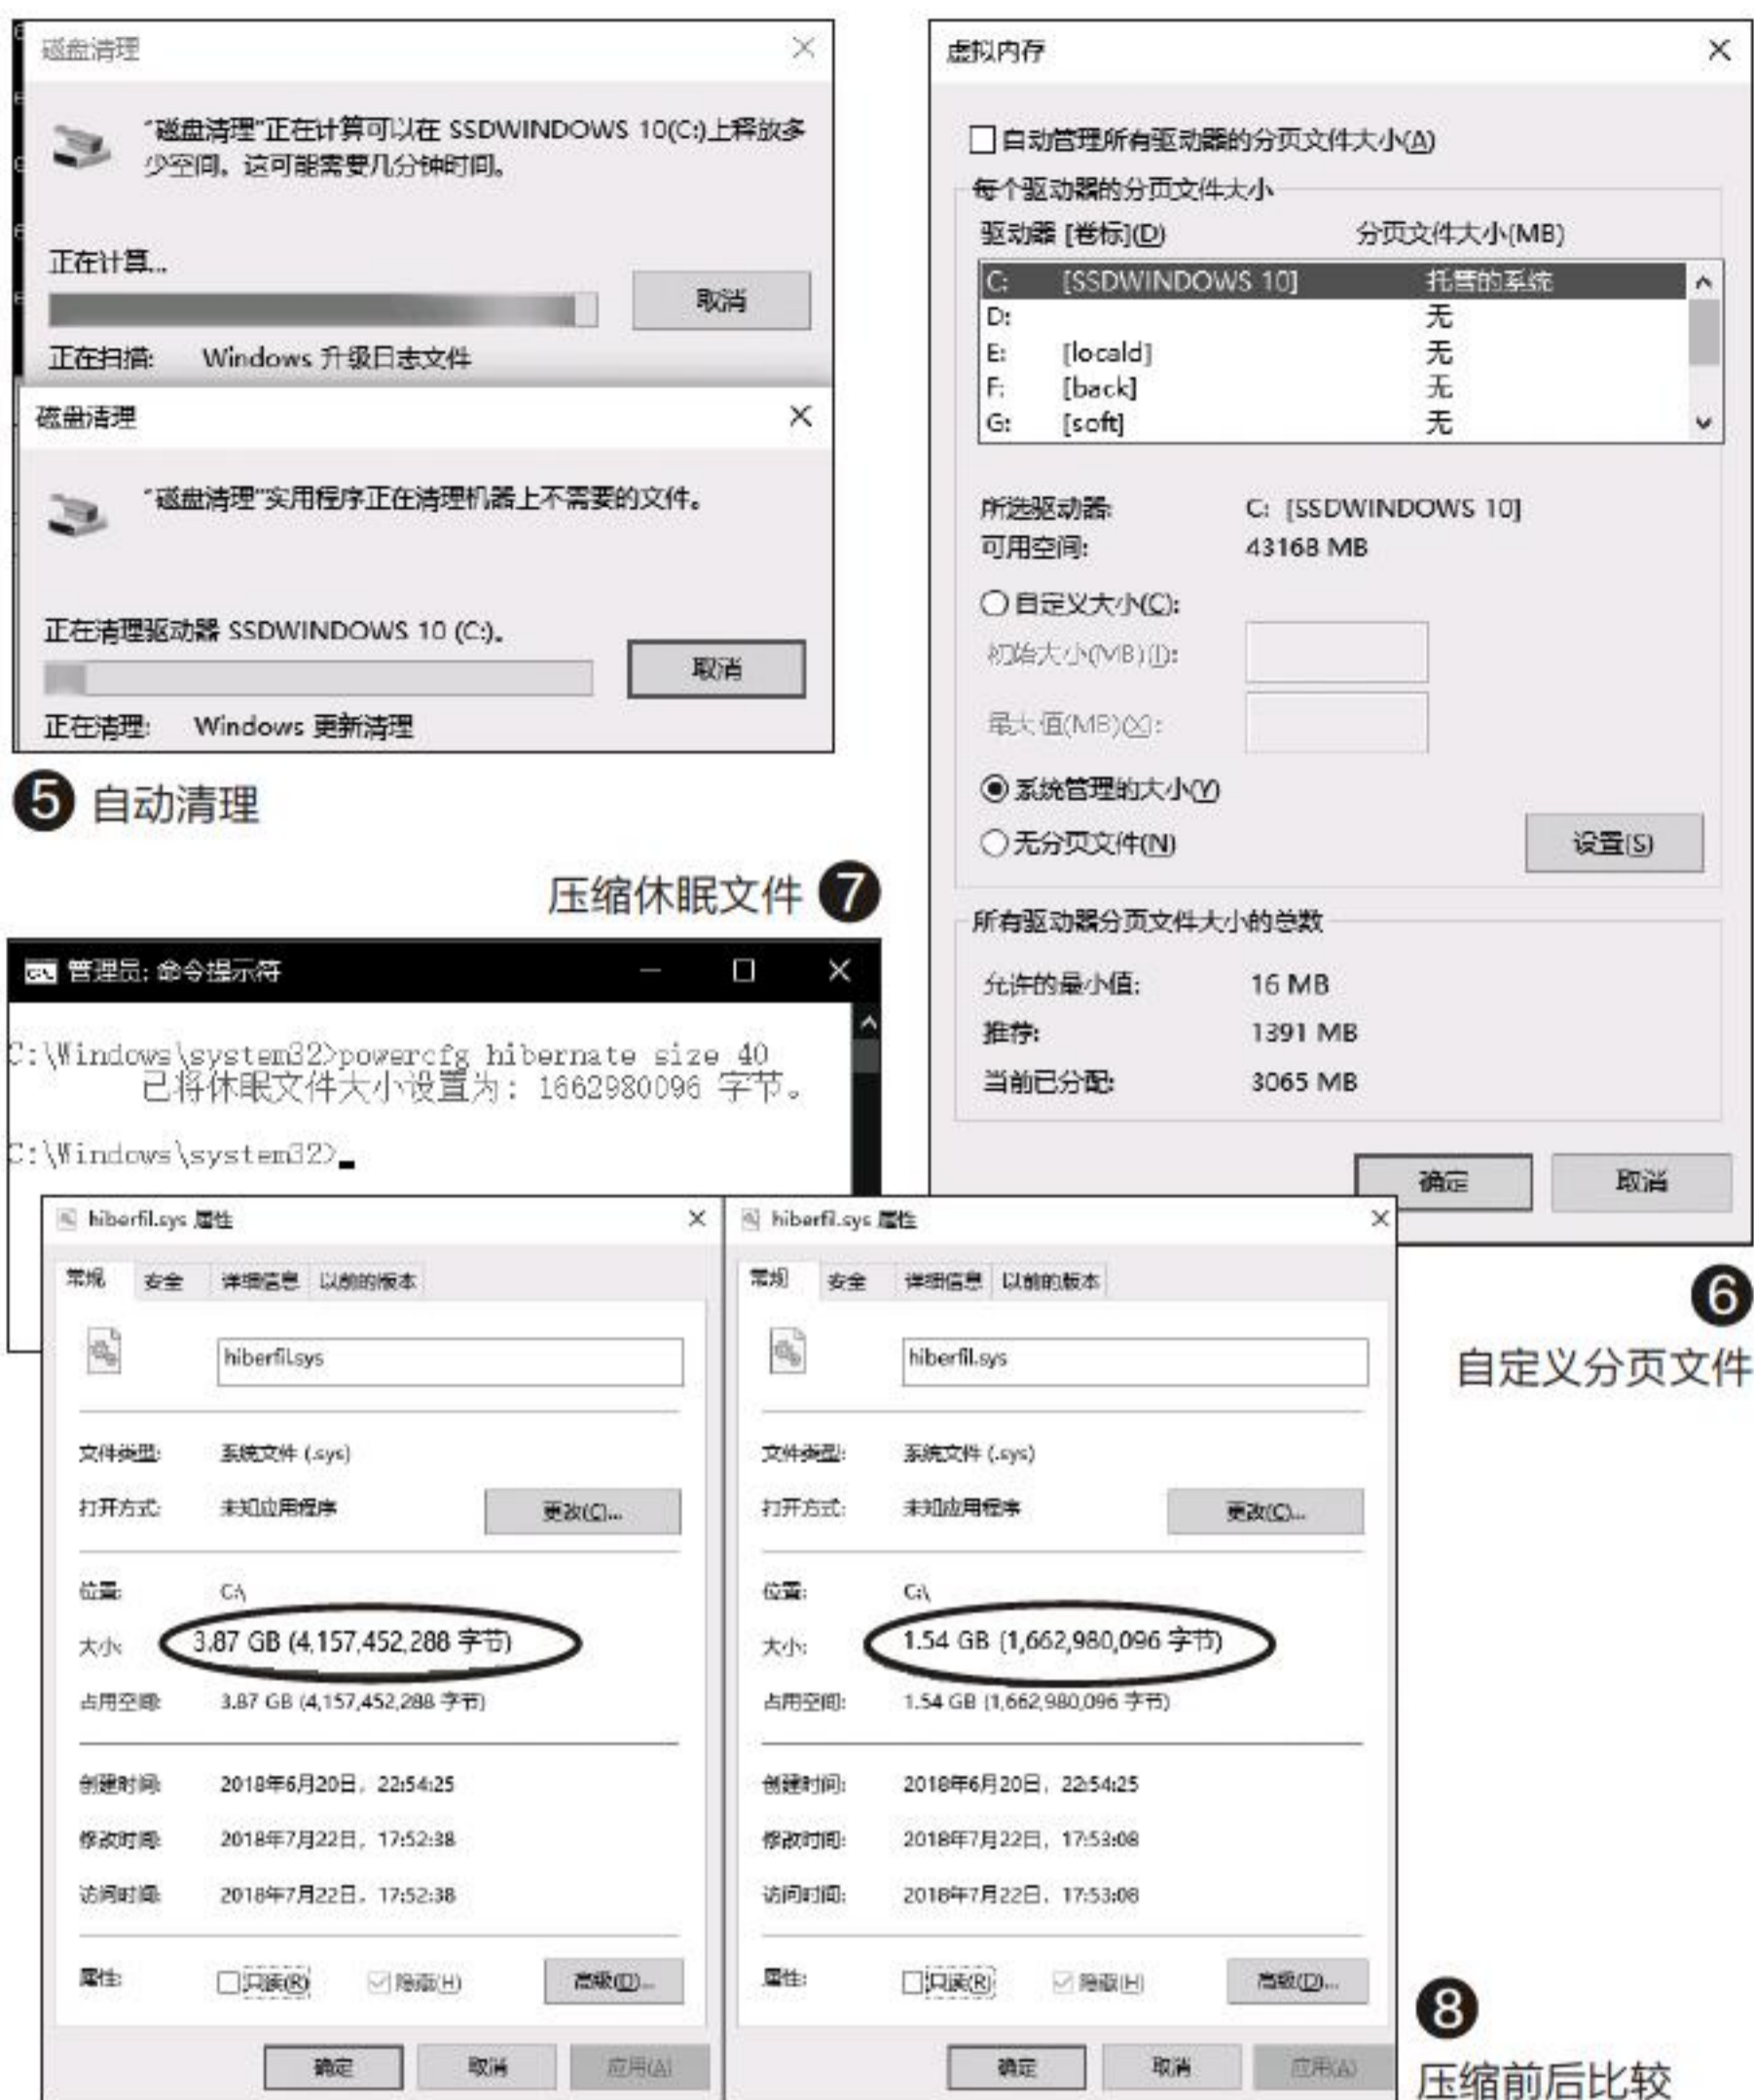 磁盘清理
“磁盘清理”正在计算可以在 SSDWINDOWS 10(C:)上释放多
少空间。这可能需要几分钟时间。
正在计算...
取消
正在扫描: Windows 升级日志文件
磁盘清理
“磁盘清理”实用程序正在清理机器上不需要的文件。
正在清理驱动器 SSDWINDOWS 10 (C:)。
取消
正在清理: Windows 更新清理
5 自动清理
虚拟内存
自动管理所有驱动器的分页文件大小(A)
每个驱动器的分页文件大小
驱动器 [卷标](D) 分页文件大小(MB)
C: [SSDWINDOWS 10] 托管的系统
D: 无
E: [locald] 无
F: [back] 无
G: [soft] 无
所选驱动器: C: [SSDWINDOWS 10]
可用空间: 43168 MB
自定义大小(C):
初始大小(MB)(I):
最大值(MB)(X):
系统管理的大小(Y)
无分页文件(N) 设置(S)
所有驱动器分页文件大小的总数
允许的最小值: 16 MB
推荐: 1391 MB
当前已分配: 3065 MB
确定 取消
6
自定义分页文件
压缩休眠文件 7
管理员: 命令提示符
C:\Windows\system32>powercfg hibernate size 40
已将休眠文件大小设置为: 1662980096 字节。
C:\Windows\system32>
hiberfil.sys 属性
常规 安全 详细信息 以前的版本
hiberfil.sys
文件类型: 系统文件 (.sys)
打开方式: 未知应用程序 更改(C)...
位置: C:\
大小: 3.87 GB (4,157,452,288 字节)
占用空间: 3.87 GB (4,157,452,288 字节)
创建时间: 2018年6月20日, 22:54:25
修改时间: 2018年7月22日, 17:52:38
访问时间: 2018年7月22日, 17:52:38
属性: 只读(R) 隐藏(H) 高级(D)...
确定 取消 应用(A)
hiberfil.sys 属性
常规 安全 详细信息 以前的版本
hiberfil.sys
文件类型: 系统文件 (.sys)
打开方式: 未知应用程序 更改(C)...
位置: C:\
大小: 1.54 GB (1,662,980,096 字节)
占用空间: 1.54 GB (1,662,980,096 字节)
创建时间: 2018年6月20日, 22:54:25
修改时间: 2018年7月22日, 17:53:08
访问时间: 2018年7月22日, 17:53:08
属性: 只读(R) 隐藏(H) 高级(D)...
确定 取消 应用(A)
8
压缩前后比较